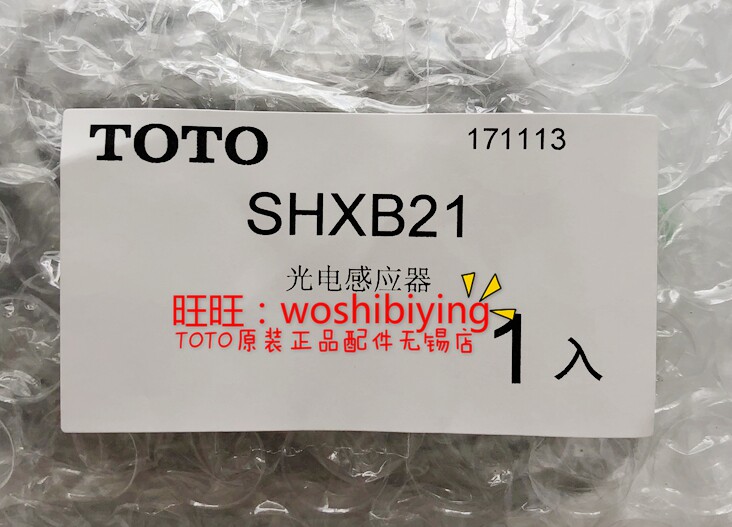 TOTO 171113
SHXB21
光电感应器
旺旺：woshibiying
TOTO原装正品配件无锡店
1入